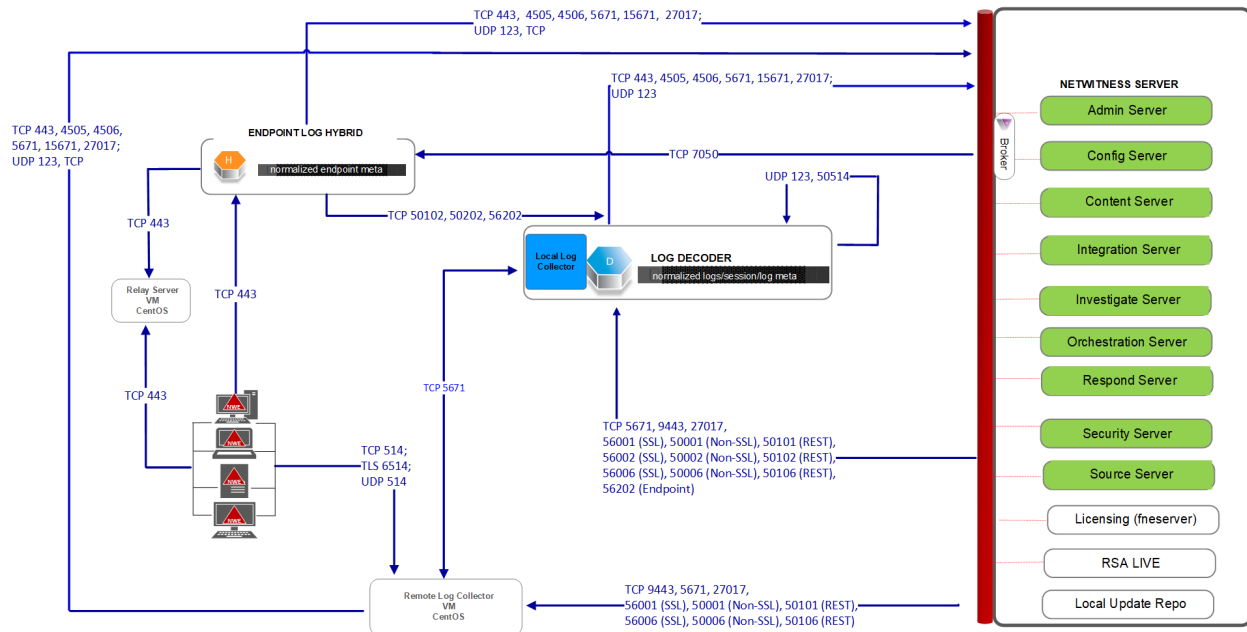 TCP 443, 4505, 4506, 5671, 15671, 27017;
UDP 123, TCP
TCP 443, 4505, 4506, 5671, 15671, 27017;
UDP 123
NETWITNESS SERVER
Admin Server
Broker
Config Server
Content Server
Integration Server
Investigate Server
Orchestration Server
Respond Server
Security Server
Source Server
Licensing (fneserver)
RSA LIVE
Local Update Repo
TCP 443, 4505, 4506,
5671, 15671, 27017;
UDP 123, TCP
ENDPOINT LOG HYBRID
H
normalized endpoint meta
TCP 7050
UDP 123, 50514
TCP 443
TCP 50102, 50202, 56202
Local Log
Collector
D
LOG DECODER
normalized logs/session/log meta
Relay Server
VM
CentOS
TCP 443
TCP 443
TCP 5671
NWE
NWE
NWE
NWE
TCP 514;
TLS 6514;
UDP 514
TCP 5671, 9443, 27017,
56001 (SSL), 50001 (Non-SSL), 50101 (REST),
56002 (SSL), 50002 (Non-SSL), 50102 (REST),
56006 (SSL), 50006 (Non-SSL), 50106 (REST),
56202 (Endpoint)
Remote Log Collector
VM
CentOS
TCP 9443, 5671, 27017,
56001 (SSL), 50001 (Non-SSL), 50101 (REST),
56006 (SSL), 50006 (Non-SSL), 50106 (REST)